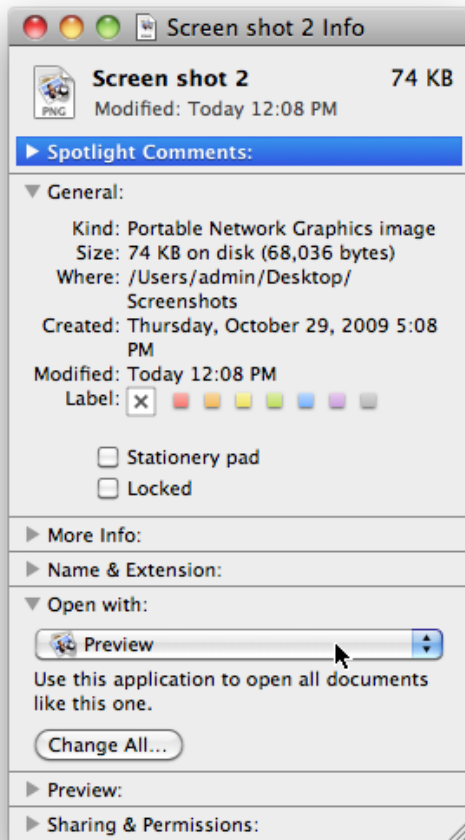 Screen shot 2 Info
Screen shot 2 74 KB
Modified: Today 12:08 PM
PNG
Spotlight Comments:
General:
Kind: Portable Network Graphics image
Size: 74 KB on disk (68,036 bytes)
Where: /Users/admin/Desktop/
Screenshots
Created: Thursday, October 29, 2009 5:08
PM
Modified: Today 12:08 PM
Label:
Stationery pad
Locked
More Info:
Name & Extension:
Open with:
Preview
Use this application to open all documents
like this one.
Change All...
Preview:
Sharing & Permissions: